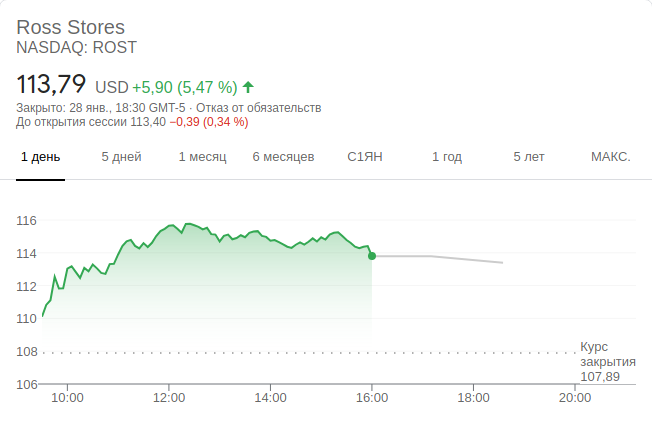 Ross Stores
NASDAQ: ROST
113,79 USD +5,90 (5,47 %)
Закрыто: 28 янв., 18:30 GMT-5 · Отказ от обязательств
До открытия сессии 113,40 −0,39 (0,34 %)
1 день 5 дней 1 месяц 6 месяцев С1ЯН 1 год 5 лет МАКС.
116
114
112
110
108
Курс
закрытия
107,89
106
10:00 12:00 14:00 16:00 18:00 20:00